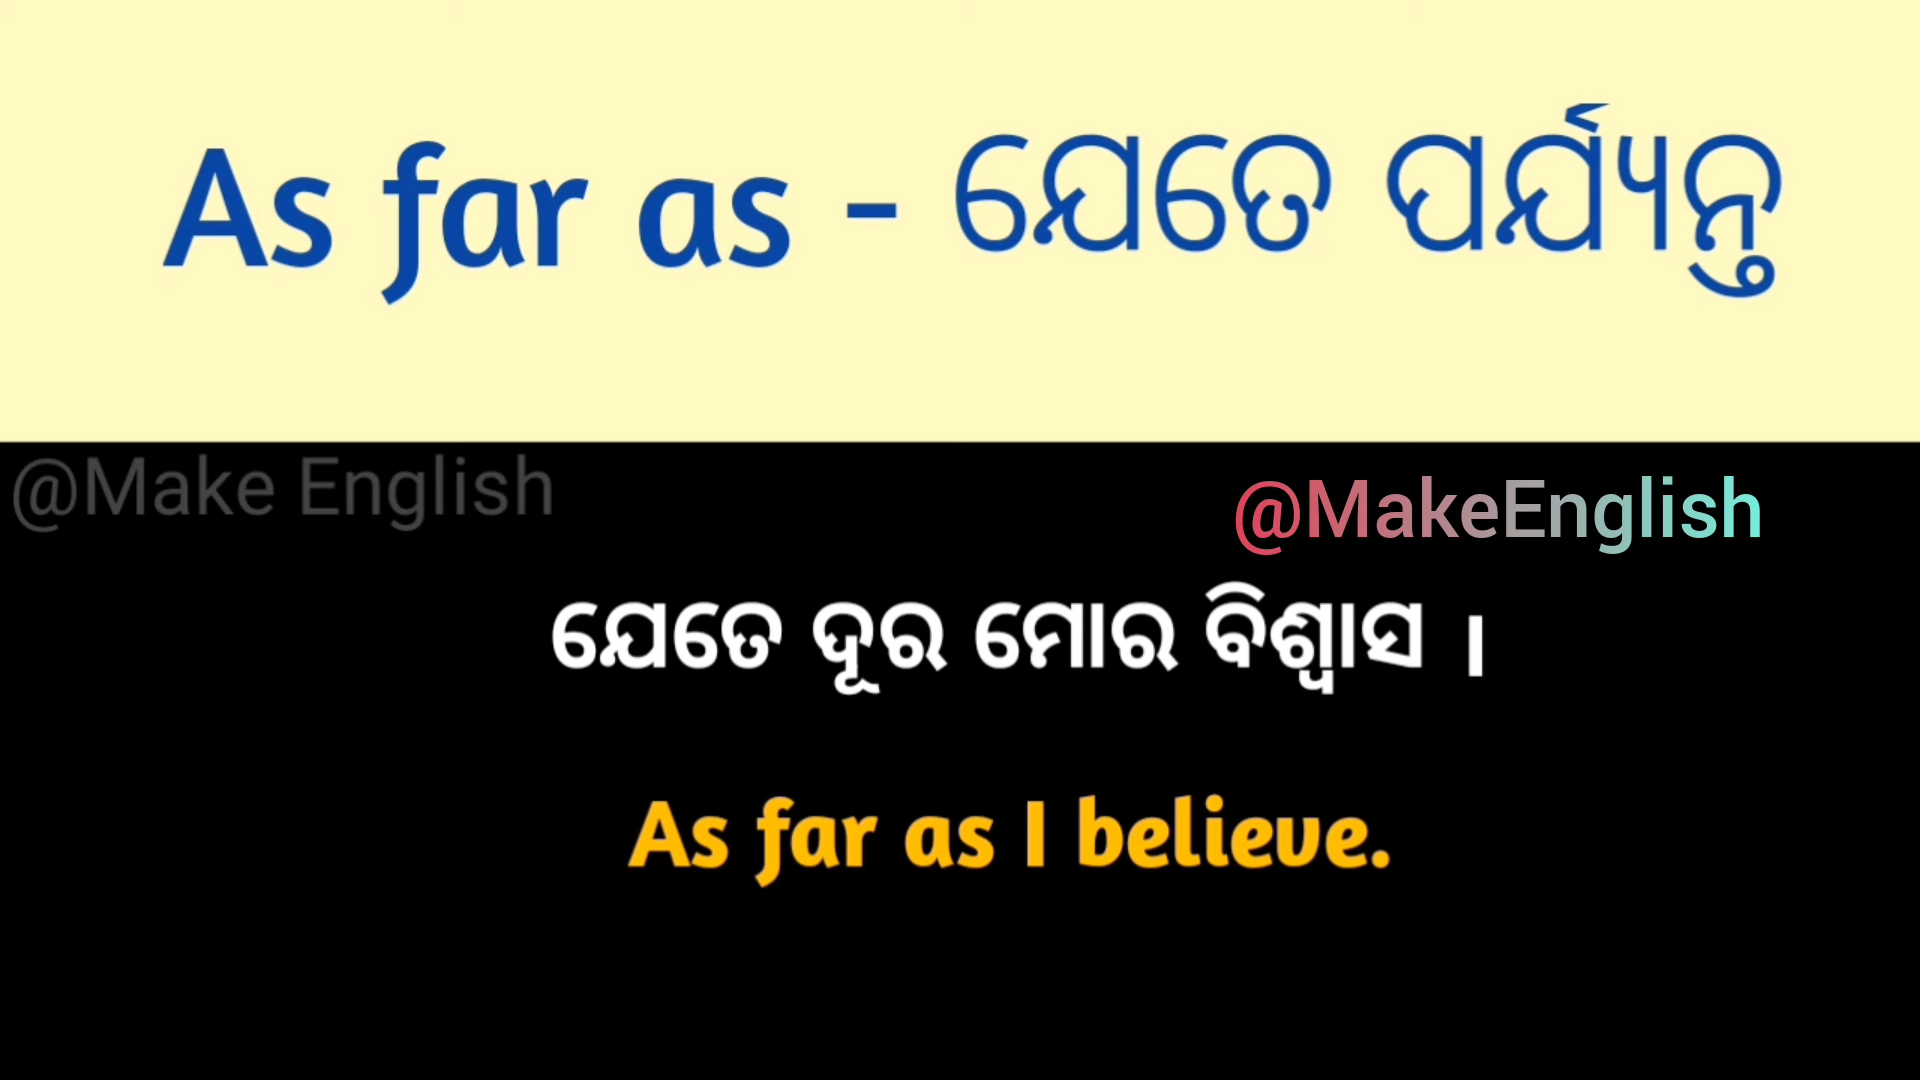 As far as - ଯେତେ ପର୍ଯ୍ୟନ୍ତ
@Make English
@MakeEnglish
ଯେତେ ଦୂର ମୋର ବିଶ୍ୱାସ ।
As far as I believe.